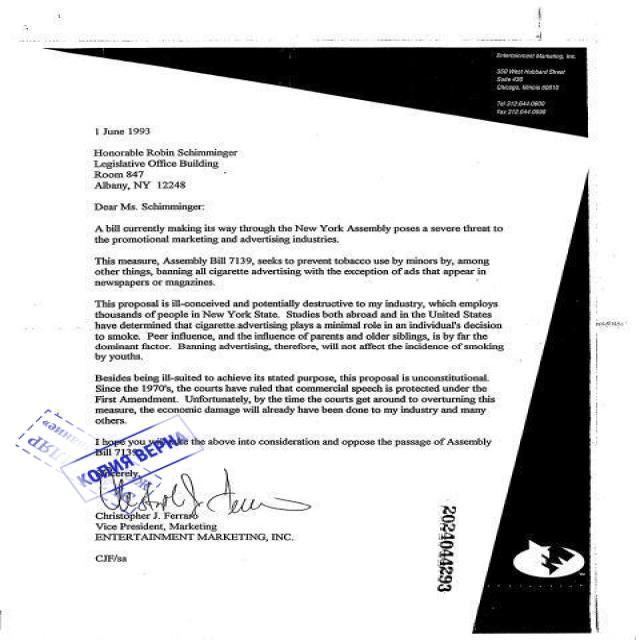 Entertainment Marketing, Inc.
350 West Hubbard Street
Suite 420
Chicago, Illinois 60610
Tel 312.644.0600
Fax 312.644.0698
1 June 1993
Honorable Robin Schimminger
Legislative Office Building
Room 847
Albany, NY 12248
Dear Ms. Schimminger:
A bill currently making its way through the New York Assembly poses a severe threat to
the promotional marketing and advertising industries.
This measure, Assembly Bill 7139, seeks to prevent tobacco use by minors by, among
other things, banning all cigarette advertising with the exception of ads that appear in
newspapers or magazines.
This proposal is ill-conceived and potentially destructive to my industry, which employs
thousands of people in New York State. Studies both abroad and in the United States
have determined that cigarette advertising plays a minimal role in an individual's decision
to smoke. Peer influence, and the influence of parents and older siblings, is by far the
dominant factor. Banning advertising, therefore, will not affect the incidence of smoking
by youths.
Besides being ill-suited to achieve its stated purpose, this proposal is unconstitutional.
Since the 1970's, the courts have ruled that commercial speech is protected under the
First Amendment. Unfortunately, by the time the courts get around to overturning this
measure, the economic damage will already have been done to my industry and many
others.
I hope you will the above into consideration and oppose the passage of Assembly
Bill 7139
КОПИЯ ВЕРНА
Sincerely,
Christopher J. Ferraro
Vice President, Marketing
ENTERTAINMENT MARKETING, INC.
CJF/sa
2024044293